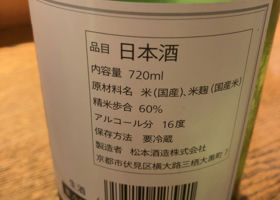 品目 日本酒
内容量 720ml
原材料名 米(国産)、米麹(国産米)
精米歩合 60%
アルコール分 16度
保存方法 要冷蔵
製造者 松本酒造株式会社
京都市伏見区横大路三栖大黒町7
生酒